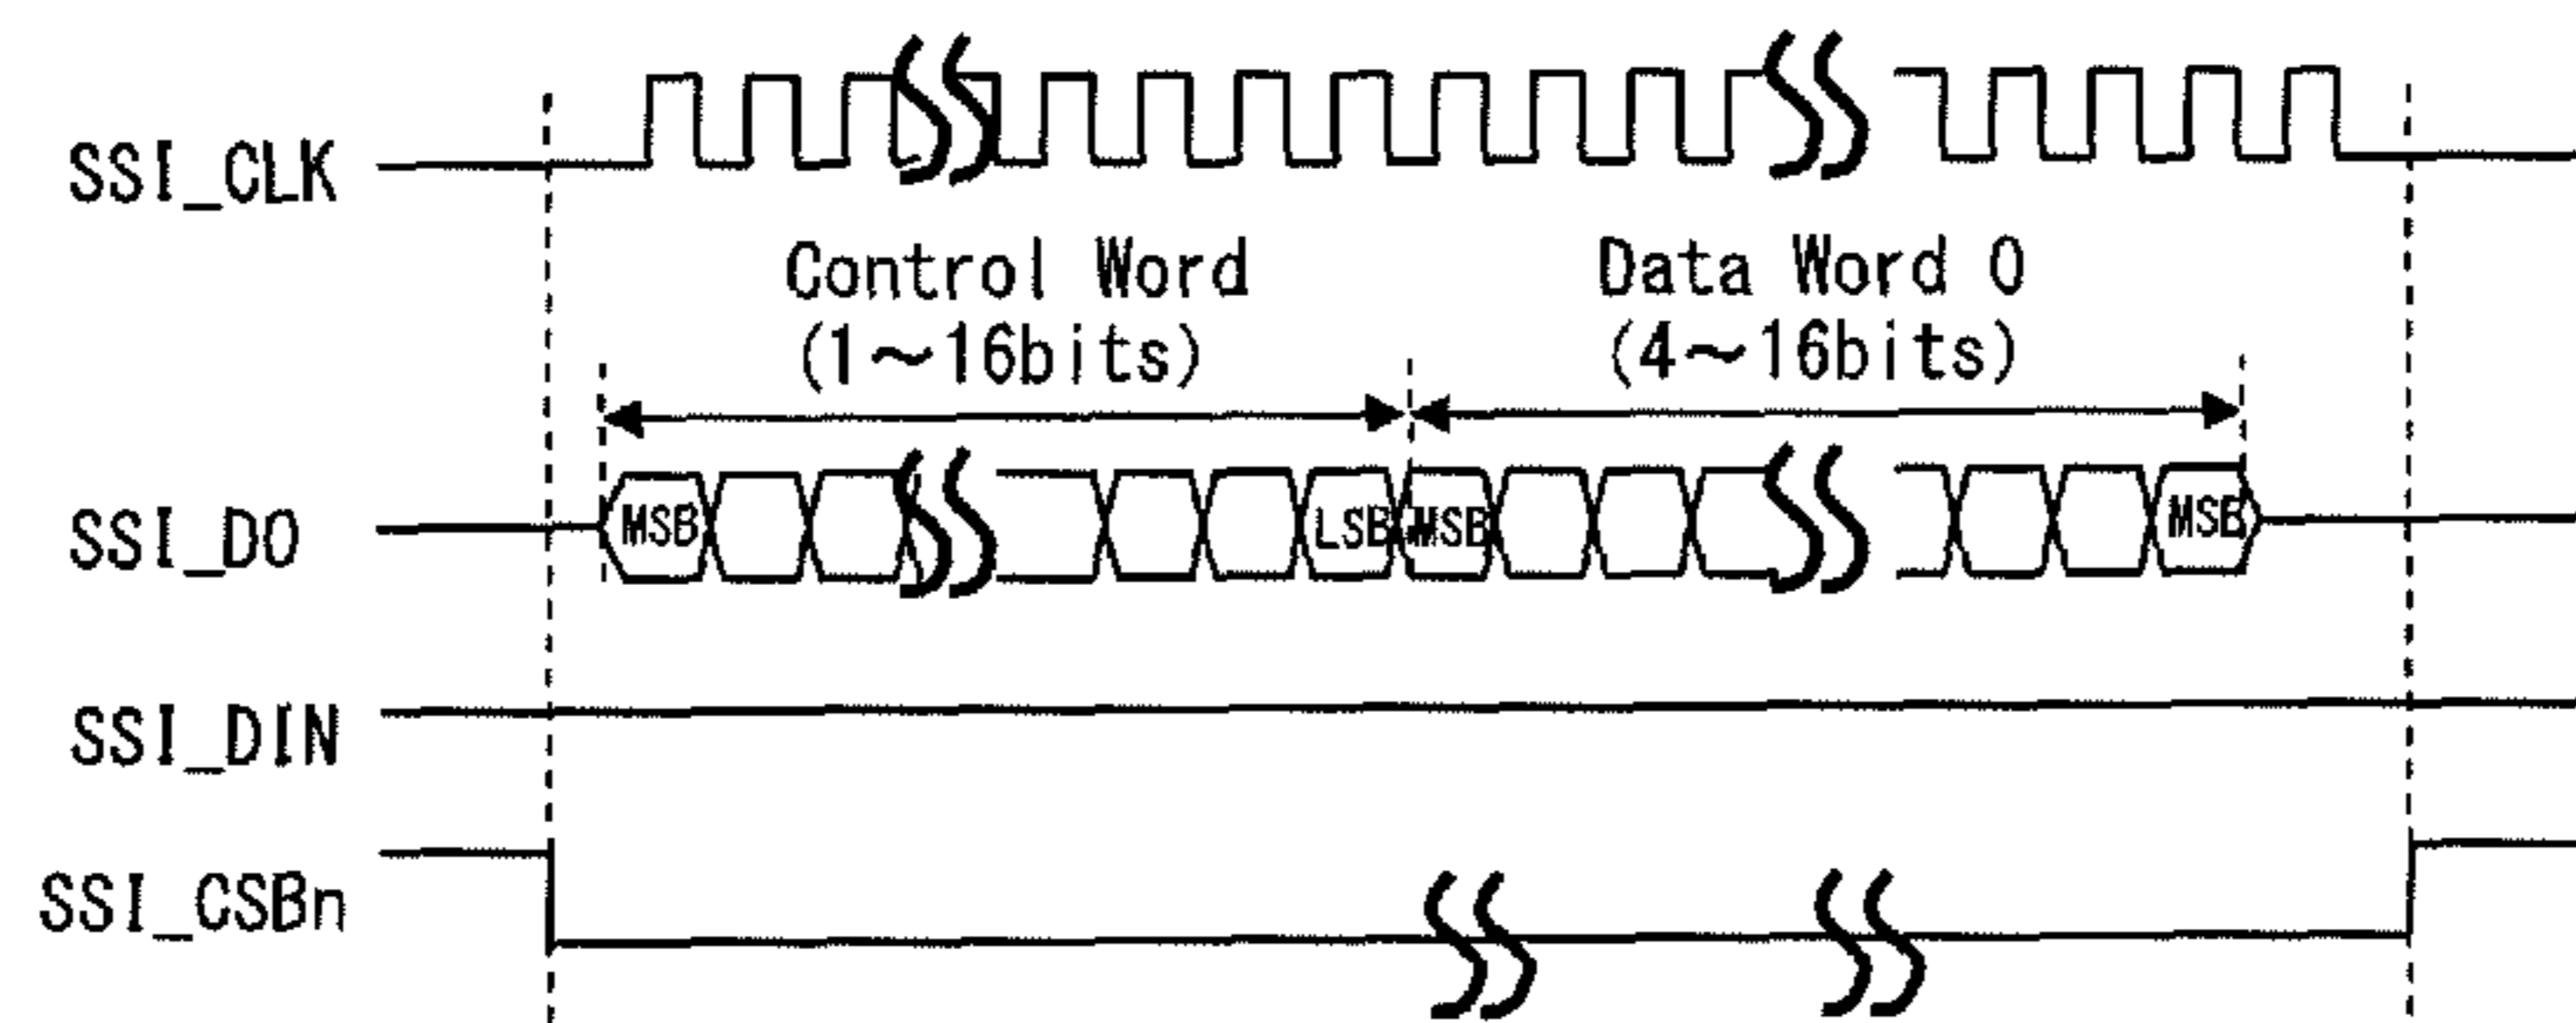 SSI_CLK
Control Word
(1～16bits)
Data Word 0
(4～16bits)
SSI_DO
MSB
LSB
MSB
MSB
SSI_DIN
SSI_CSBn